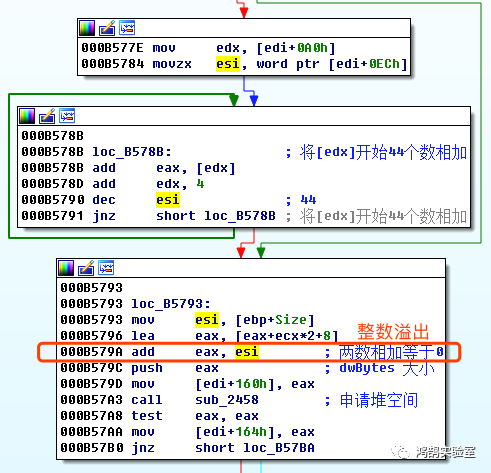 000B577E mov     edx, [edi+0A0h]
000B5784 movzx   esi, word ptr [edi+0ECh]
000B578B
000B578B loc_B578B:              ; 将[edx]开始44个数相加
000B578B add     eax, [edx]
000B578D add     edx, 4
000B5790 dec     esi             ; 44
000B5791 jnz     short loc_B578B ; 将[edx]开始44个数相加
000B5793
000B5793 loc_B5793:
000B5793 mov     esi, [ebp+Size]
整数溢出
000B5796 lea     eax, [eax+ecx*2+8]
000B579A add     eax, esi        ; 两数相加等于0
000B579C push    eax             ; dwBytes 大小
000B579D mov     [edi+160h], eax
000B57A3 call    sub_2458        ; 申请堆空间
000B57A8 test    eax, eax
000B57AA mov     [edi+164h], eax
000B57B0 jnz     short loc_B57BA
鸿鹄实验室